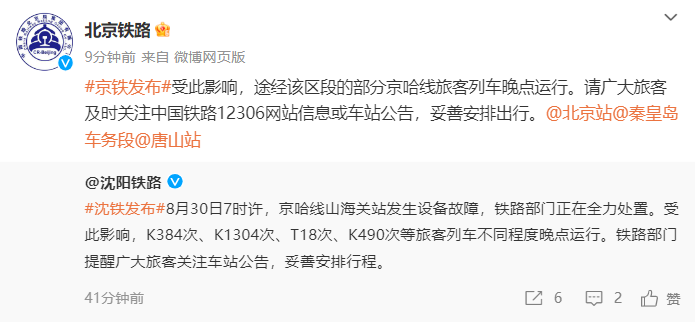 北京铁路
9分钟前 来自 微博网页版
#京铁发布#受此影响，途经该区段的部分京哈线旅客列车晚点运行。请广大旅客
及时关注中国铁路12306网站信息或车站公告，妥善安排出行。@北京站@秦皇岛
车务段@唐山站
@沈阳铁路
#沈铁发布#8月30日7时许，京哈线山海关站发生设备故障，铁路部门正在全力处置。受
此影响，K384次、K1304次、T18次、K490次等旅客列车不同程度晚点运行。铁路部门
提醒广大旅客关注车站公告，妥善安排行程。
41分钟前 6 2 赞